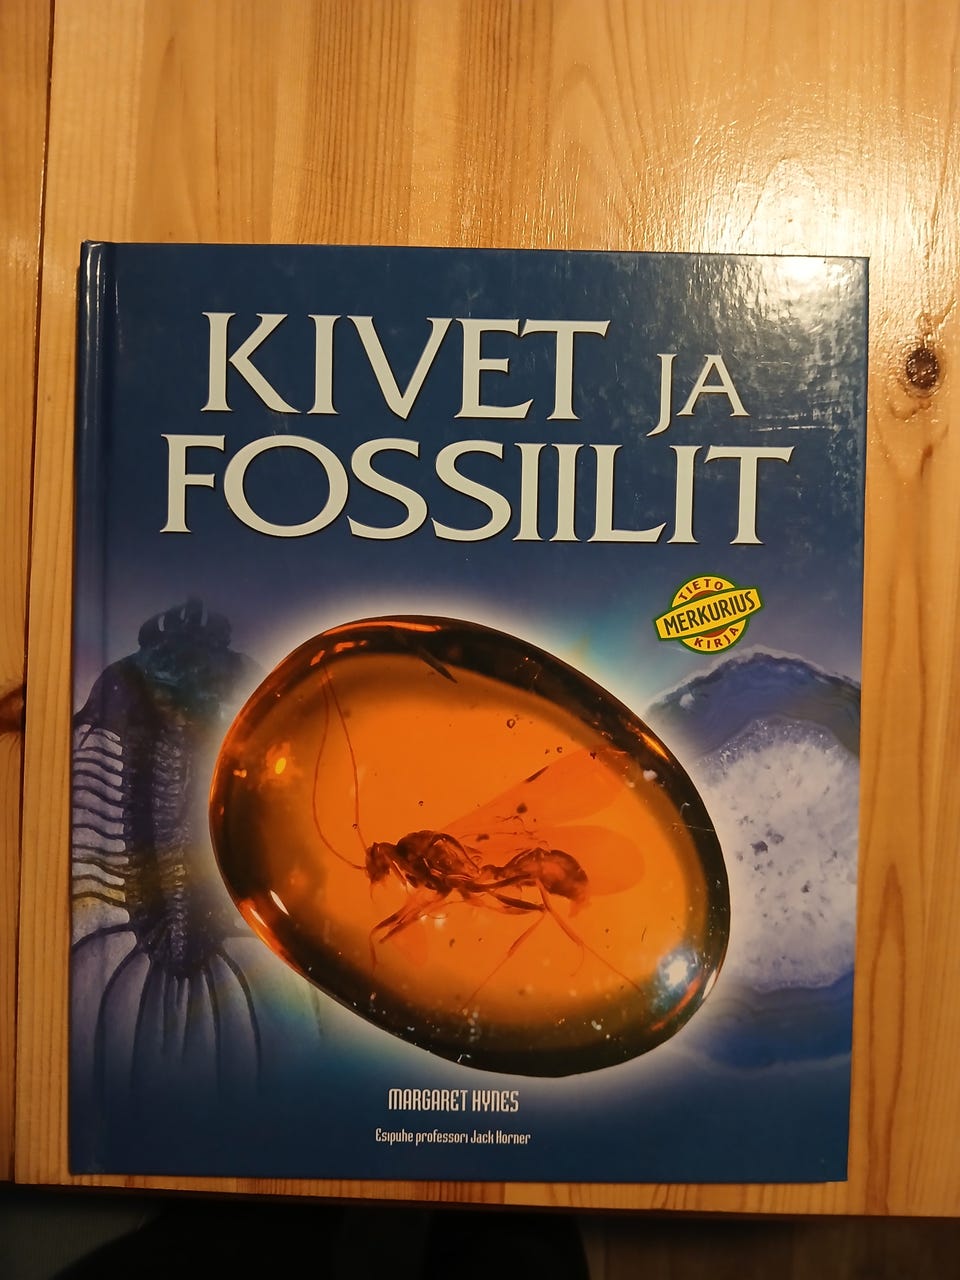 KIVET JA
FOSSIILIT
TIETO
MERKURIUS
KIRJA
MARGARET HYNES
Esipuhe professori Jack Horner